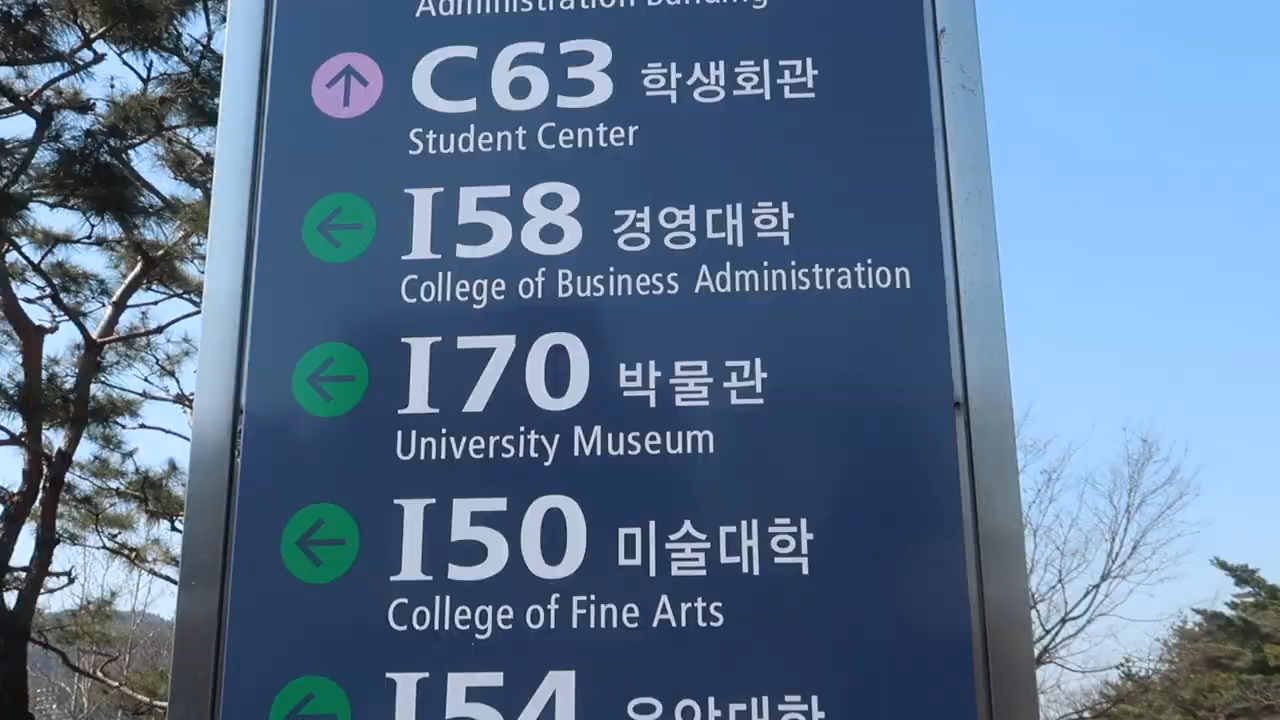 Administration Building
C63 학생회관
Student Center
I58 경영대학
College of Business Administration
I70 박물관
University Museum
I50 미술대학
College of Fine Arts
I54 음악대학